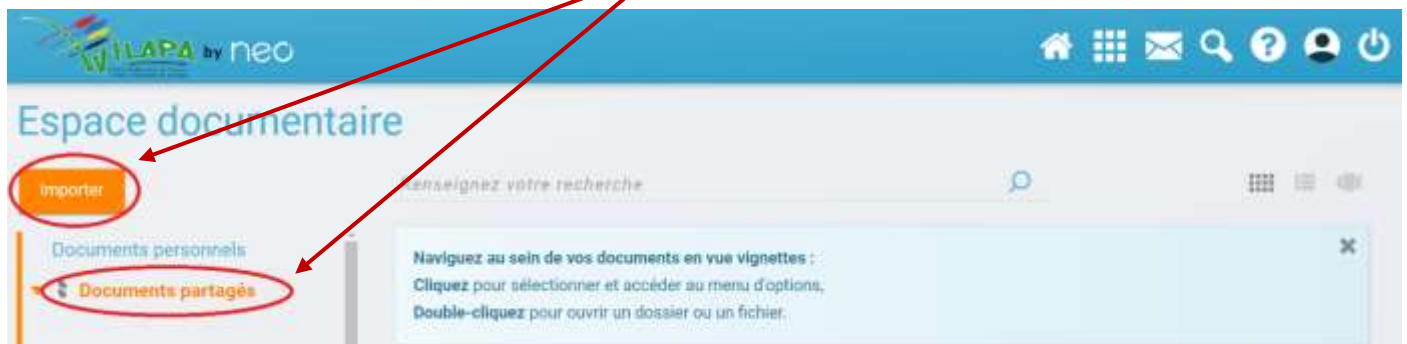 WILAPA by neo
Espace documentaire
Importer
Renseignez votre recherche
Documents personnels
Documents partagés
Naviguez au sein de vos documents en vue vignettes :
Cliquez pour sélectionner et accéder au menu d'options,
Double-cliquez pour ouvrir un dossier ou un fichier.